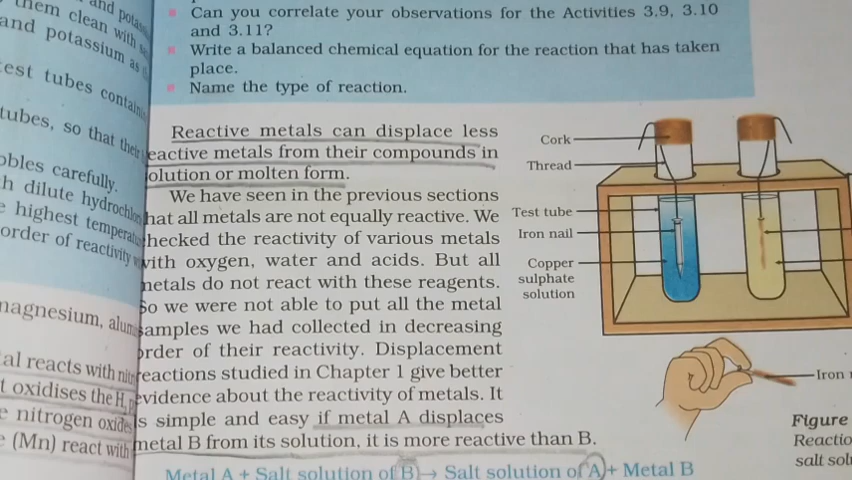 and potas
them clean with
and potassium as
est tubes contain
tubes, so that their
bbles carefully.
h dilute hydrochlo
e highest temperatu
order of reactivity
magnesium, alum
al reacts with nit
t oxidises the H
e nitrogen oxides
e (Mn) react with
Can you correlate your observations for the Activities 3.9, 3.10
and 3.11?
Write a balanced chemical equation for the reaction that has taken
place.
Name the type of reaction.
Reactive metals can displace less
eactive metals from their compounds in
olution or molten form.
We have seen in the previous sections
hat all metals are not equally reactive. We
hecked the reactivity of various metals
with oxygen, water and acids. But all
metals do not react with these reagents.
So we were not able to put all the metal
samples we had collected in decreasing
order of their reactivity. Displacement
reactions studied in Chapter 1 give better
evidence about the reactivity of metals. It
is simple and easy if metal A displaces
metal B from its solution, it is more reactive than B.
Metal A + Salt solution of B → Salt solution of A + Metal B
Cork
Thread
Test tube
Iron nail
Copper
sulphate
solution
Iron
Figure
Reactio
salt sol